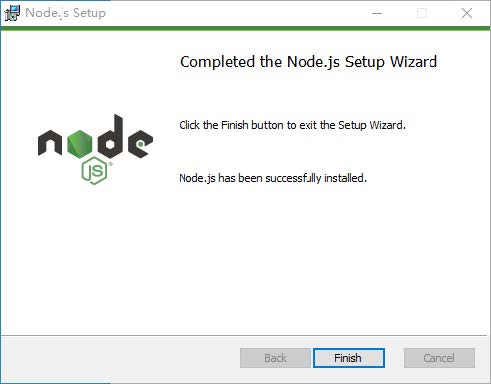 Node.js Setup
Completed the Node.js Setup Wizard
Click the Finish button to exit the Setup Wizard.
node
JS
®
Node.js has been successfully installed.
Back
Finish
Cancel